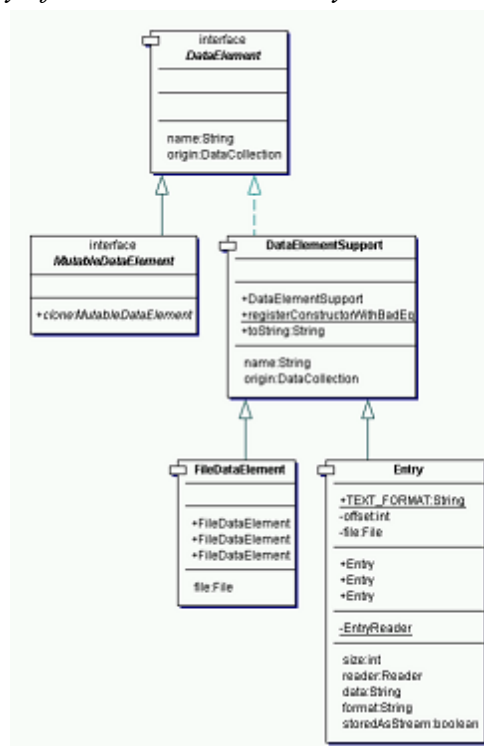 interface
DataElement
name:String
origin:DataCollection
interface
MutableDataElement
+clone:MutableDataElement
DataElementSupport
+DataElementSupport
+registerConstructorWithBadEq
+toString:String
name:String
origin:DataCollection
FileDataElement
+FileDataElement
+FileDataElement
+FileDataElement
file:File
Entry
+TEXT_FORMAT:String
-offset:int
-file:File
+Entry
+Entry
+Entry
-EntryReader
size:int
reader:Reader
data:String
format:String
storedAsStream:boolean